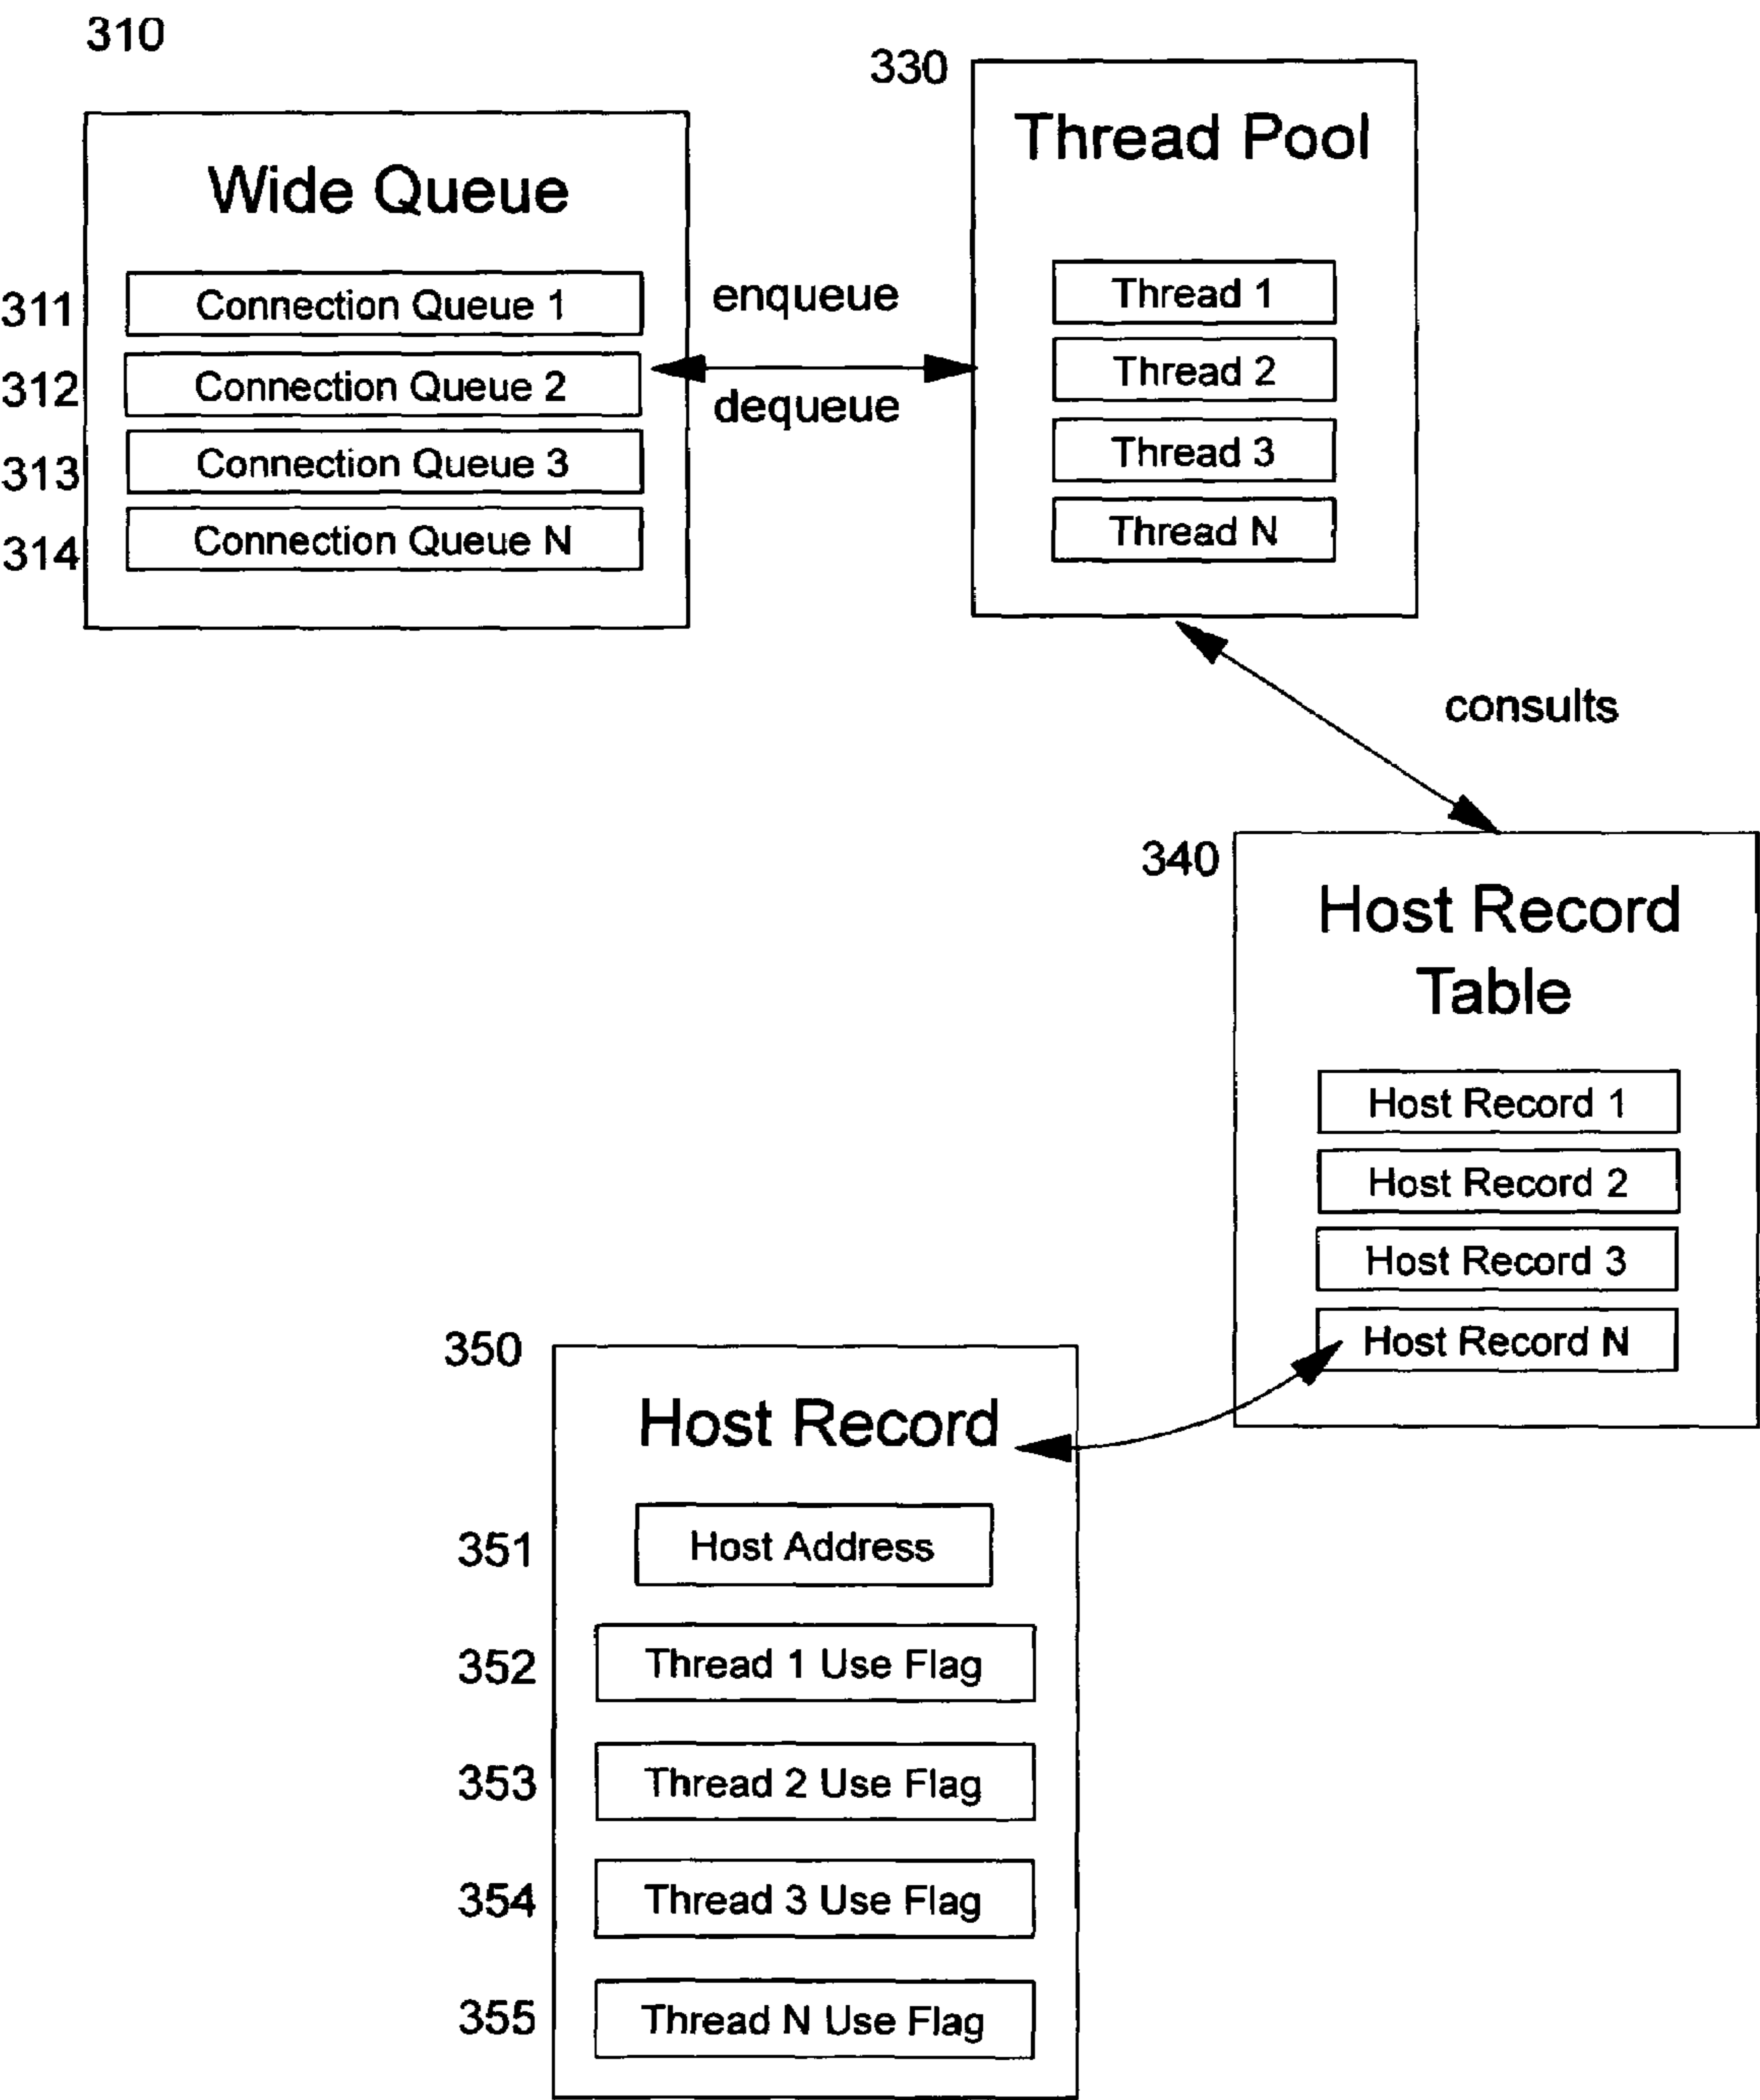 310
Wide Queue
311
Connection Queue 1
312
Connection Queue 2
313
Connection Queue 3
314
Connection Queue N
enqueue
dequeue
330
Thread Pool
Thread 1
Thread 2
Thread 3
Thread N
consults
340
Host Record
Table
Host Record 1
Host Record 2
Host Record 3
Host Record N
350
Host Record
351
Host Address
352
Thread 1 Use Flag
353
Thread 2 Use Flag
354
Thread 3 Use Flag
355
Thread N Use Flag